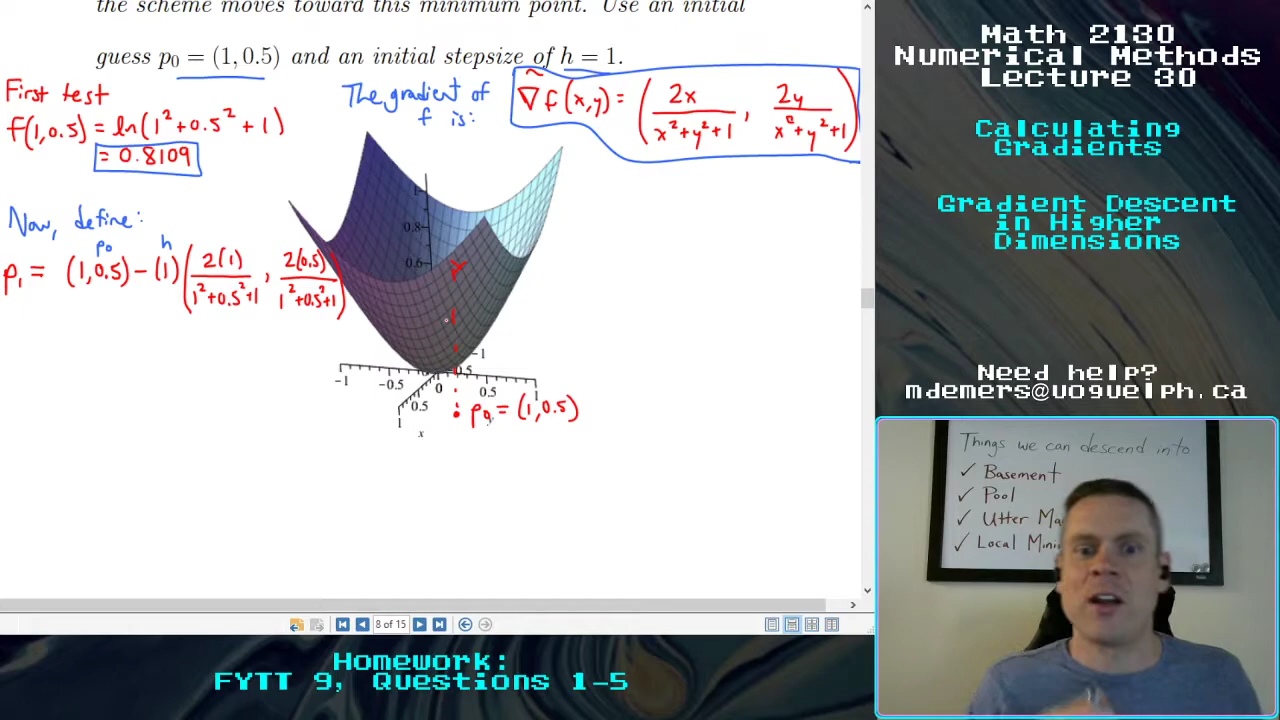 the scheme moves toward this minimum point. Use an initial
guess p₀ = (1, 0.5) and an initial stepsize of h = 1.
First test
f(1,0.5) = ln(1²+0.5²+1)
= 0.8109
The gradient of
f is:
∇f(x,y) = (2x/(x²+y²+1), 2y/(x²+y²+1))
Now, define:
p₀ h
p₁ = (1,0.5) - (1)(2(1)/(1²+0.5²+1), 2(0.5)/(1²+0.5²+1))
1
0.8
0.6
-1
-0.5
0
0.5
1
-1
0.5
0.5
1
x
y
p₀ = (1,0.5)
8 of 15
Math 2130
Numerical Methods
Lecture 30
Calculating
Gradients
Gradient Descent
in Higher
Dimensions
Need help?
mdemers@uoguelph.ca
Things we can descend into
✓ Basement
✓ Pool
✓ Utter Ma
✓ Local Mini
Homework:
FYTT 9, Questions 1-5